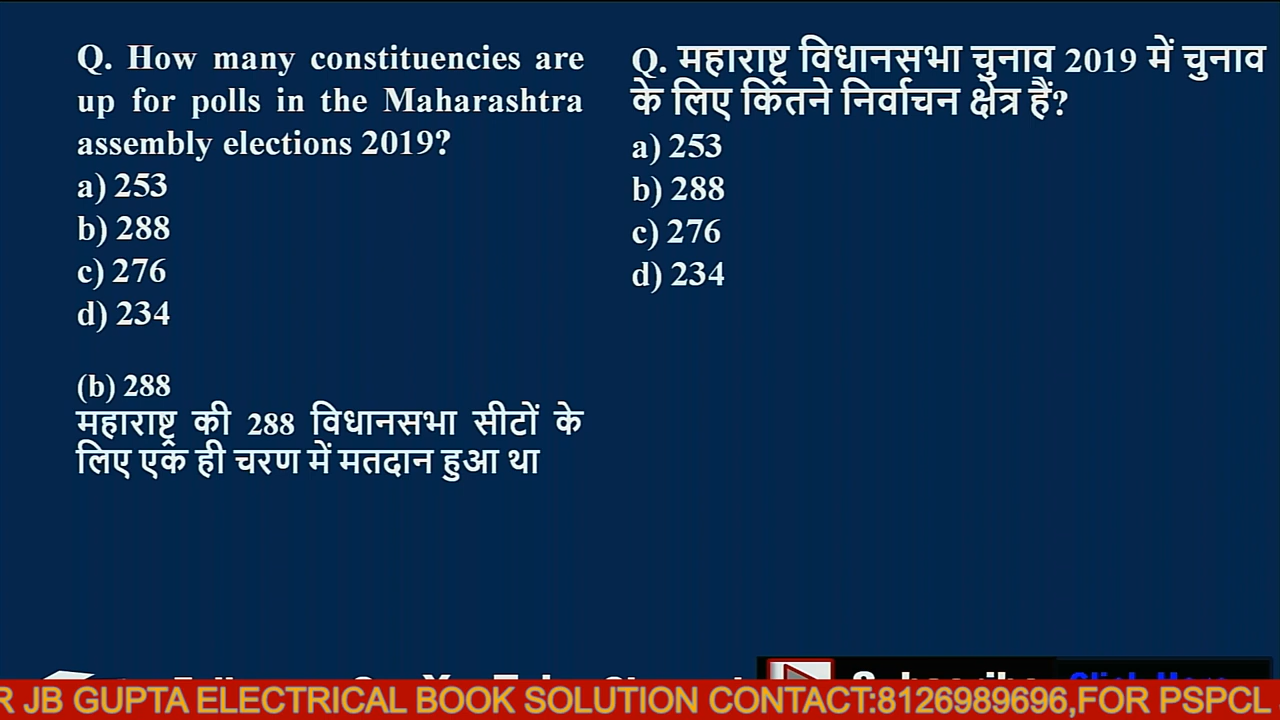 Q. How many constituencies are
up for polls in the Maharashtra
assembly elections 2019?
a) 253
b) 288
c) 276
d) 234
(b) 288
महाराष्ट्र की 288 विधानसभा सीटों के
लिए एक ही चरण में मतदान हुआ था
Q. महाराष्ट्र विधानसभा चुनाव 2019 में चुनाव
के लिए कितने निर्वाचन क्षेत्र हैं?
a) 253
b) 288
c) 276
d) 234
R JB GUPTA ELECTRICAL BOOK SOLUTION CONTACT:8126989696,FOR PSPCL